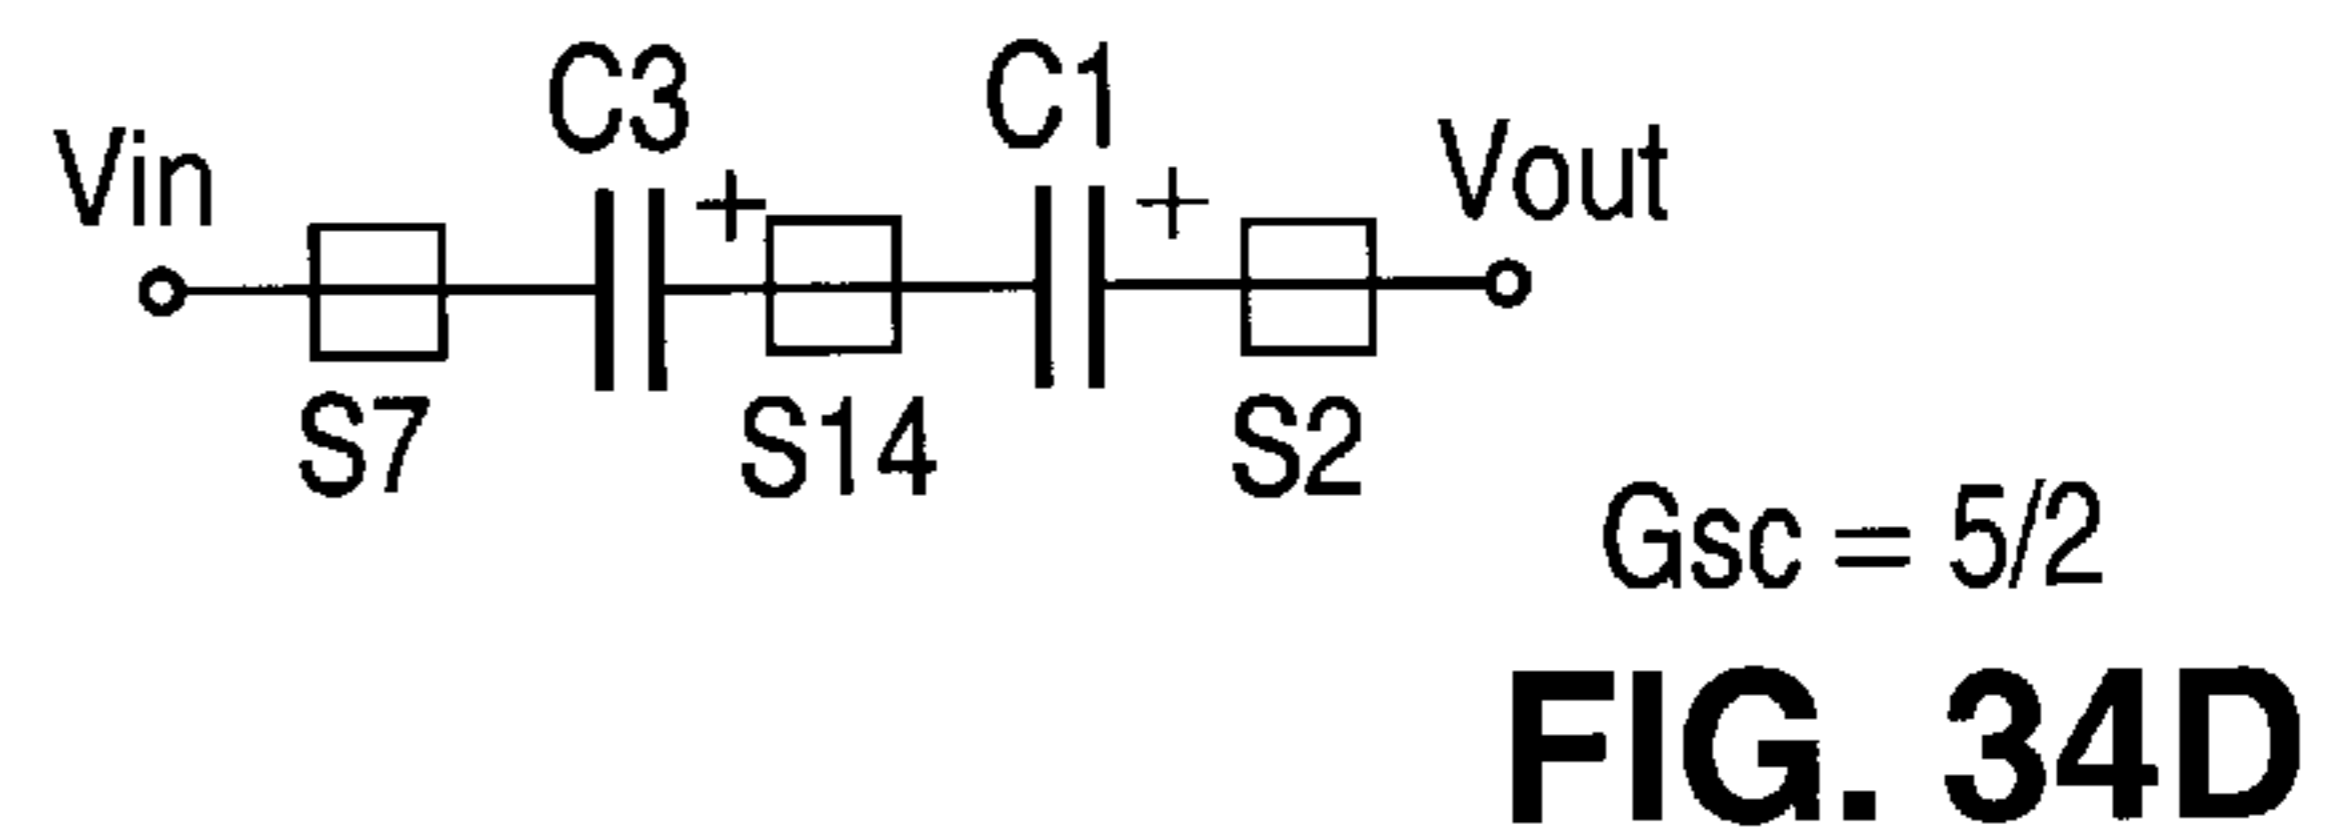 C3 C1
Vin + + Vout
S7 S14 S2
Gsc = 5/2
FIG. 34D